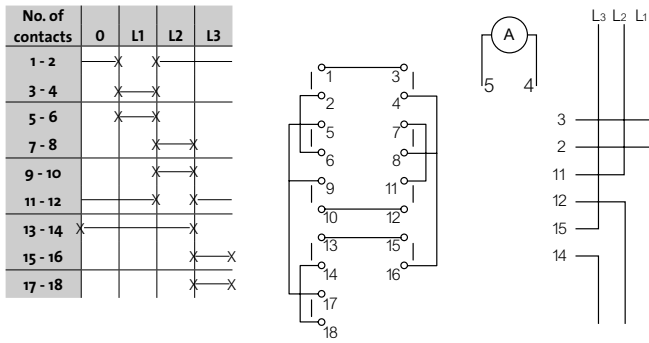 No. of contacts 0 L1 L2 L3
1 - 2 X X
3 - 4 X X
5 - 6 X X
7 - 8 X X
9 - 10 X X
11 - 12 X X
13 - 14 X X
15 - 16 X X
17 - 18 X X
1 3
2 4
5 7
6 8
9 11
10 12
13 15
14 16
17
18
A
5 4
L3 L2 L1
3
2
11
12
15
14